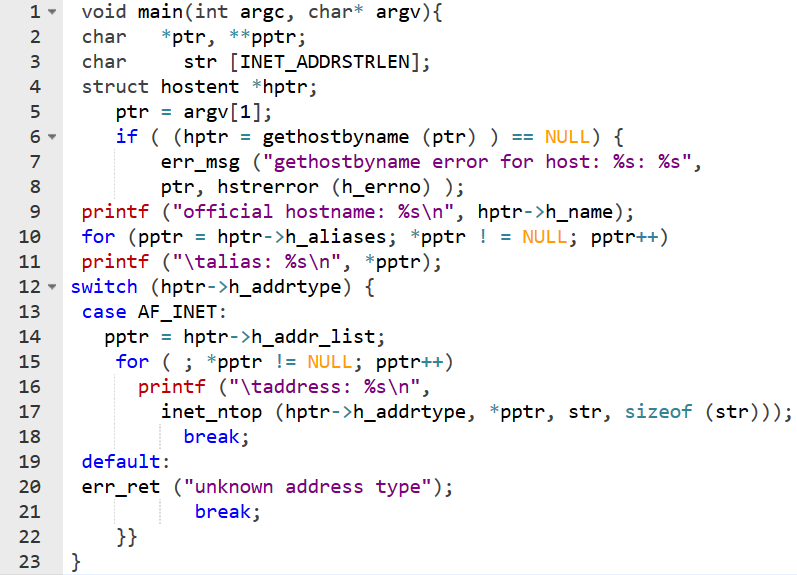 1 void main(int argc, char* argv){
2 char *ptr, **pptr;
3 char str [INET_ADDRSTRLEN];
4 struct hostent *hptr;
5 ptr = argv[1];
6 if ( (hptr = gethostbyname (ptr) ) == NULL) {
7 err_msg ("gethostbyname error for host: %s: %s",
8 ptr, hstrerror (h_errno) );
9 printf ("official hostname: %s\n", hptr->h_name);
10 for (pptr = hptr->h_aliases; *pptr ! = NULL; pptr++)
11 printf ("\talias: %s\n", *pptr);
12 switch (hptr->h_addrtype) {
13 case AF_INET:
14 pptr = hptr->h_addr_list;
15 for ( ; *pptr != NULL; pptr++)
16 printf ("\taddress: %s\n",
17 inet_ntop (hptr->h_addrtype, *pptr, str, sizeof (str)));
18 break;
19 default:
20 err_ret ("unknown address type");
21 break;
22 }}
23 }